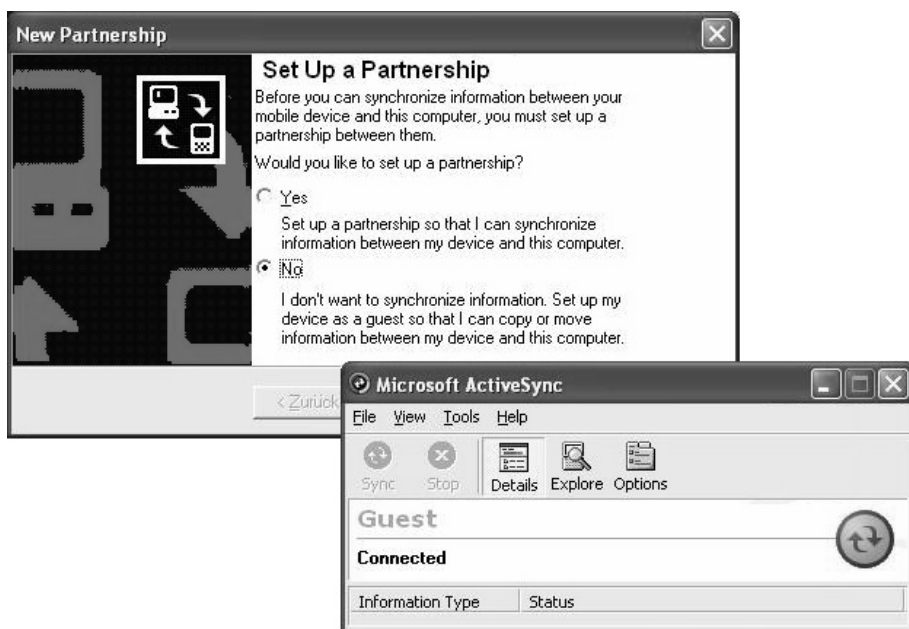 New Partnership
Set Up a Partnership
Before you can synchronize information between your
mobile device and this computer, you must set up a
partnership between them.
Would you like to set up a partnership?
Yes
Set up a partnership so that I can synchronize
information between my device and this computer.
No
I don't want to synchronize information. Set up my
device as a guest so that I can copy or move
information between my device and this computer.
< Zurück
Microsoft ActiveSync
File View Tools Help
Sync Stop Details Explore Options
Guest
Connected
Information Type Status